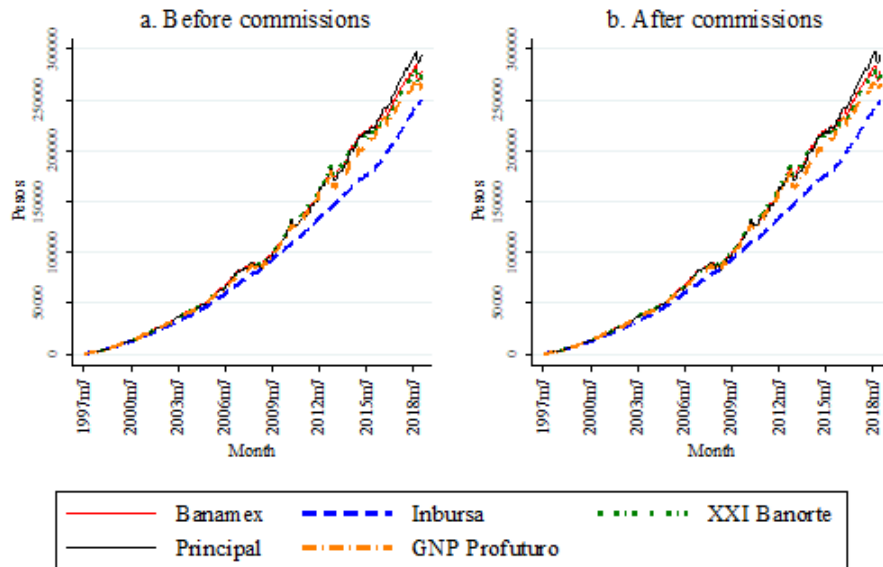 a. Before commissions
b. After commissions
Pesos
300000
250000
200000
150000
100000
50000
0
1997m7
2000m7
2003m7
2006m7
2009m7
2012m7
2015m7
2018m7
Month
Pesos
300000
250000
200000
150000
100000
50000
0
1997m7
2000m7
2003m7
2006m7
2009m7
2012m7
2015m7
2018m7
Month
Banamex
Inbursa
XXI Banorte
Principal
GNP Profuturo